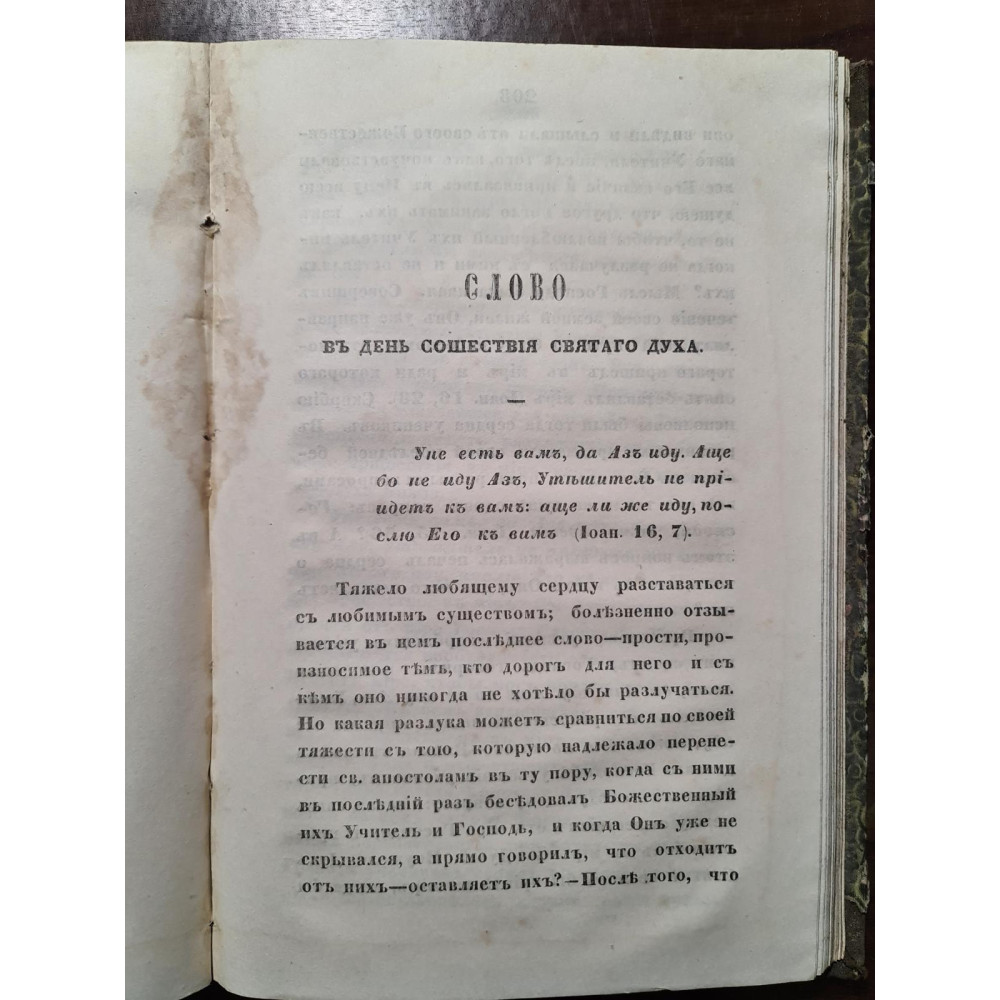 СЛОВО
ВЪ ДЕНЬ СОШЕСТВІЯ СВЯТАГО ДУХА.
—
Уне есть вамъ, да Азъ иду. Аще
бо не иду Азъ, Утѣшитель не прі-
идетъ къ вамъ: аще ли же иду, по-
слю Его къ вамъ (Іоан. 16, 7).
Тяжело любящему сердцу разставаться
съ любимымъ существомъ; болѣзненно отзы-
вается въ немъ послѣднее слово—прости, про-
износимое тѣмъ, кто дорогъ для него и съ
кѣмъ оно никогда не хотѣло бы разлучаться.
Но какая разлука можетъ сравниться по своей
тяжести съ тою, которую надлежало перене-
сти св. апостоламъ въ ту пору, когда съ ними
въ послѣдній разъ бесѣдовалъ Божественный
ихъ Учитель и Господь, и когда Онъ уже не
скрывался, а прямо говорилъ, что отходитъ
отъ нихъ—оставляетъ ихъ?—Послѣ того, что